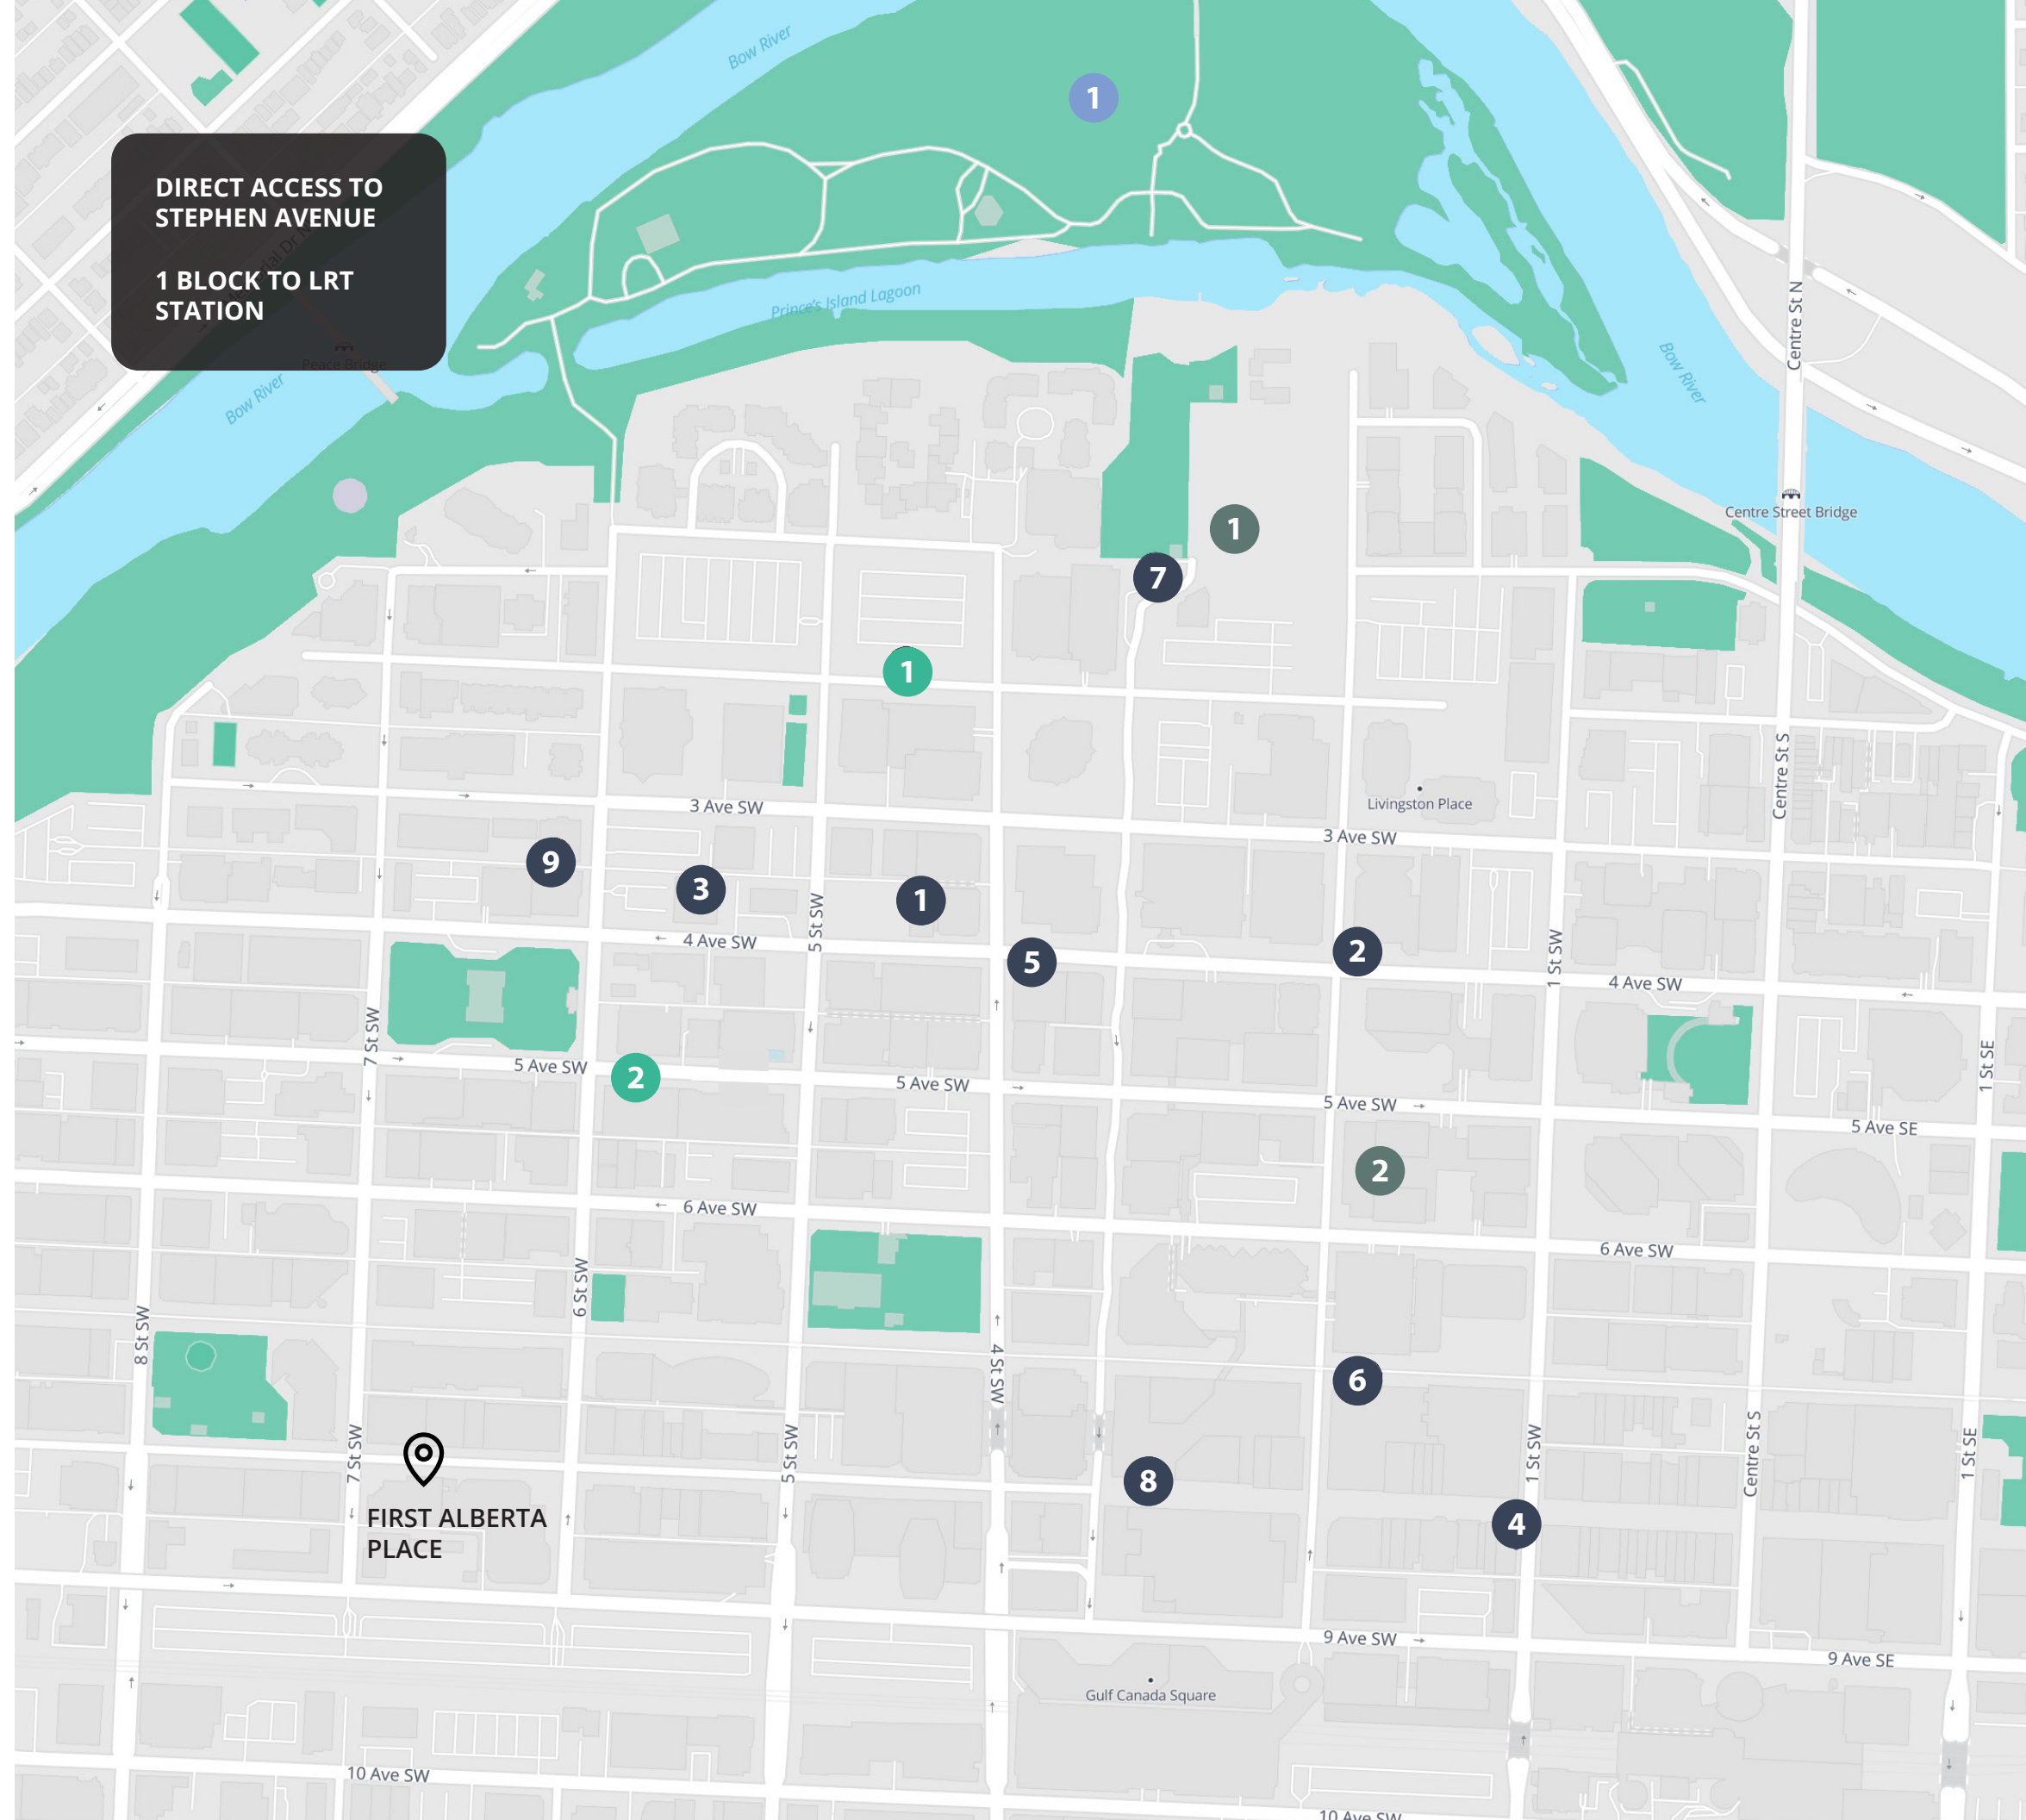 Bow River
1
DIRECT ACCESS TO
STEPHEN AVENUE
1 BLOCK TO LRT
STATION
Peace Bridge
Bow River
Prince's Island Lagoon
Centre St N
Bow River
Centre Street Bridge
1
7
1
Centre St S
Livingston Place
3 Ave SW
3 Ave SW
9
3
1
5 St SW
4 Ave SW
5
2
1 St SW
4 Ave SW
7 St SW
5 Ave SW
2
5 Ave SW
5 Ave SW
1 St SE
5 Ave SE
2
6 Ave SW
6 Ave SW
6 St SW
8 St SW
4 St SW
6
7 St SW
5 St SW
8
1 St SW
Centre St S
1 St SE
FIRST ALBERTA
PLACE
4
9 Ave SW
9 Ave SE
Gulf Canada Square
10 Ave SW
10 Ave SW